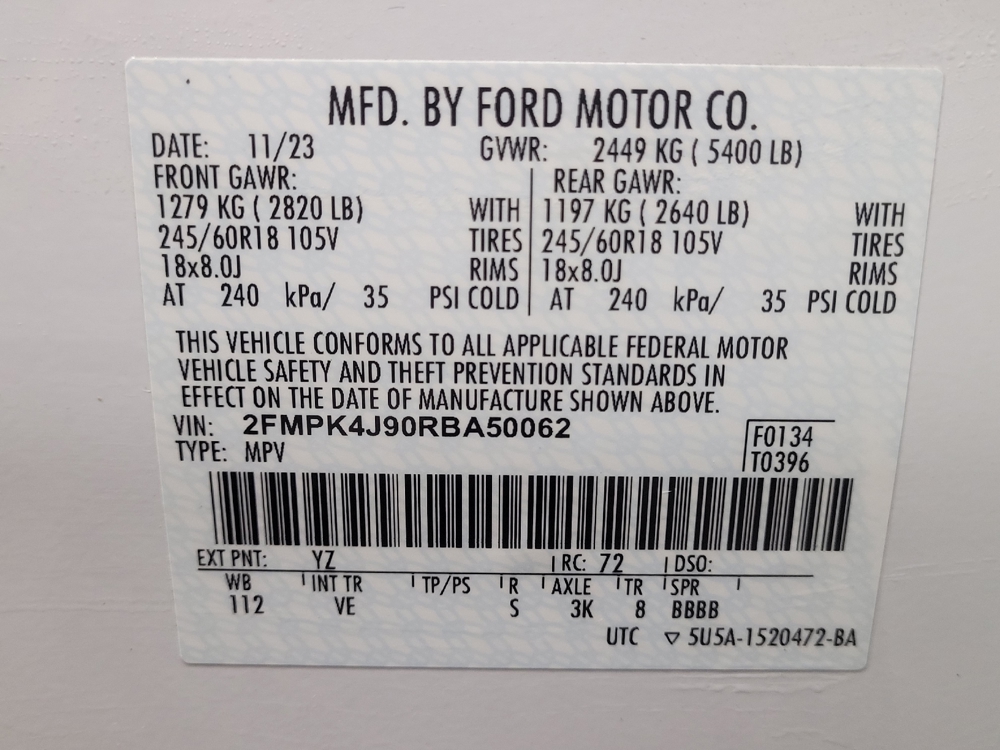 MFD. BY FORD MOTOR CO.
DATE: 11/23 GVWR: 2449 KG ( 5400 LB)
FRONT GAWR: REAR GAWR:
1279 KG ( 2820 LB) WITH 1197 KG ( 2640 LB) WITH
245/60R18 105V TIRES 245/60R18 105V TIRES
18x8.0J RIMS 18x8.0J RIMS
AT 240 kPa/ 35 PSI COLD AT 240 kPa/ 35 PSI COLD
THIS VEHICLE CONFORMS TO ALL APPLICABLE FEDERAL MOTOR
VEHICLE SAFETY AND THEFT PREVENTION STANDARDS IN
EFFECT ON THE DATE OF MANUFACTURE SHOWN ABOVE.
VIN: 2FMPK4J90RBA50062 F0134
TYPE: MPV T0396
EXT PNT: YZ RC: 72 DSO:
WB INT TR TP/PS R AXLE TR SPR
112 VE S 3K 8 BBBB
UTC ▽ 5U5A-1520472-BA